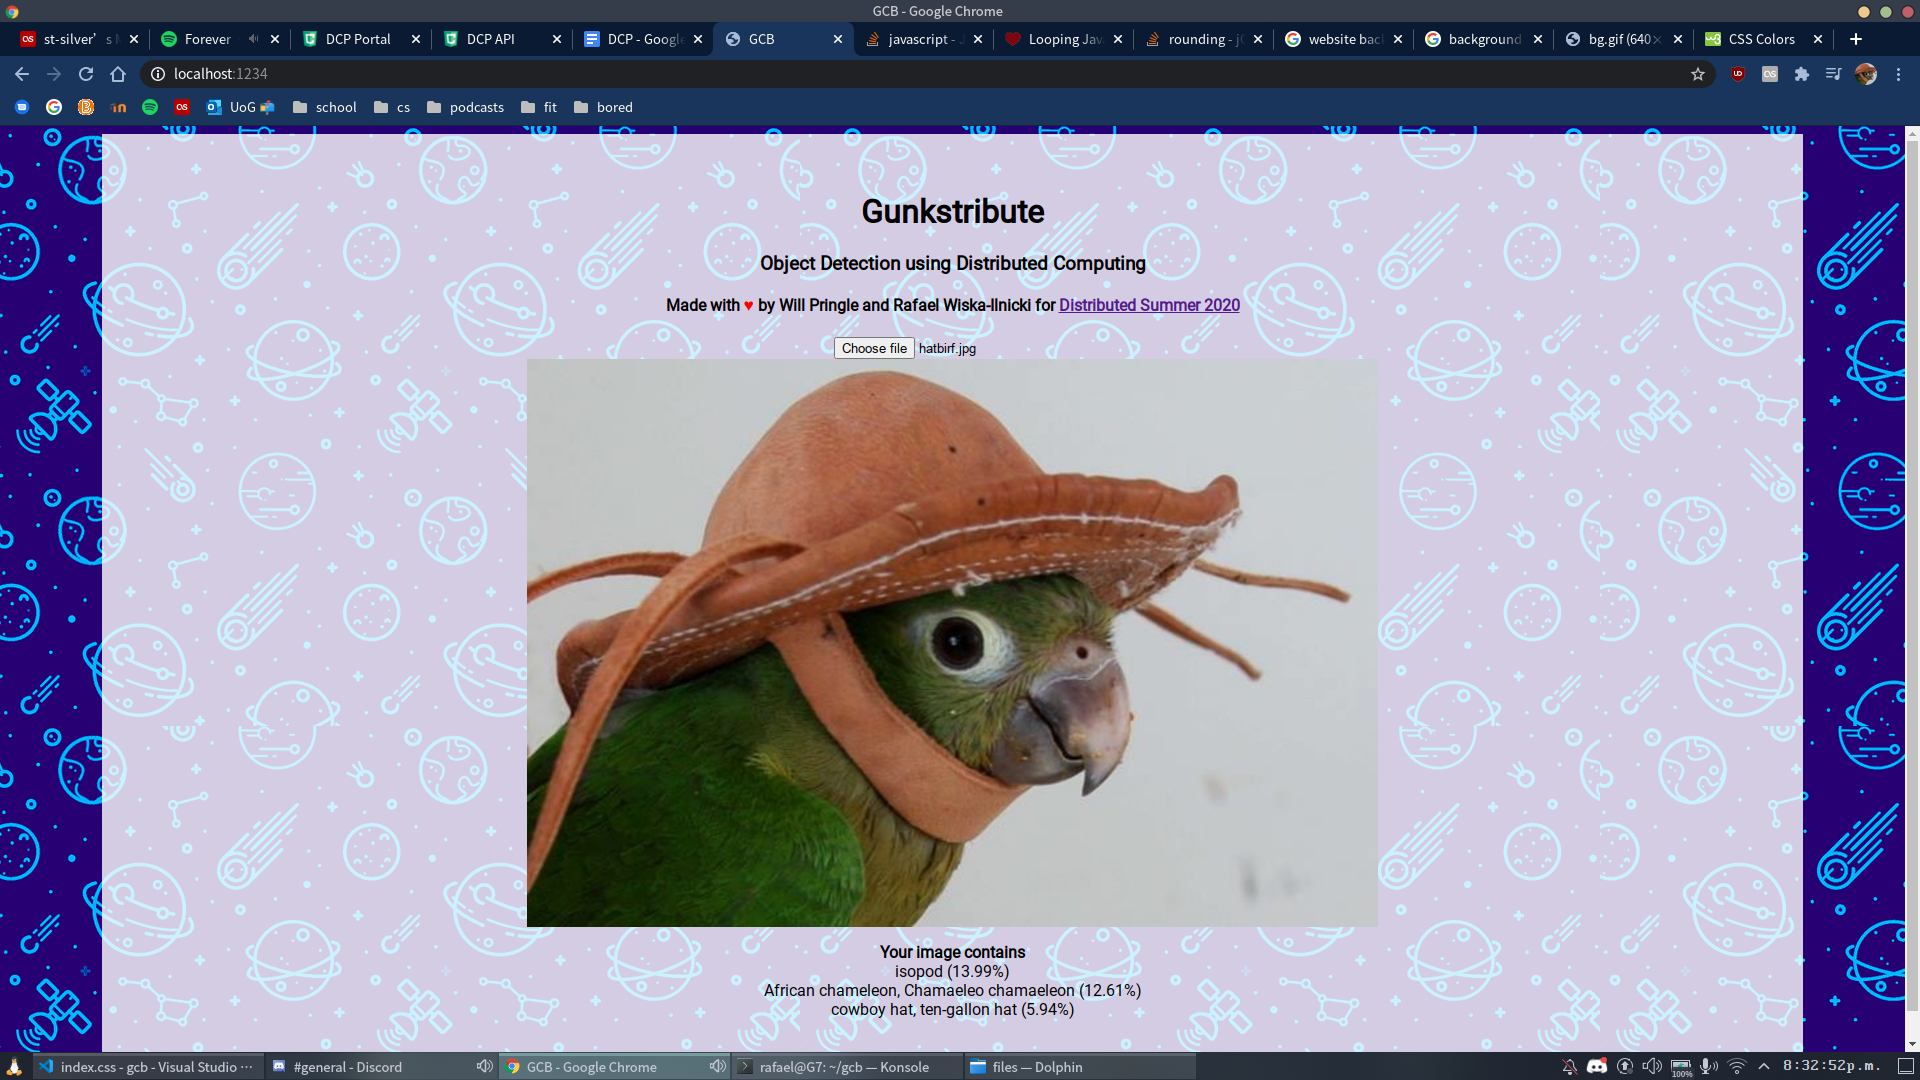 GCB - Google Chrome
st-silver's M
Forever
DCP Portal
DCP API
DCP - Google
GCB
javascript - J
Looping Jav
rounding - j
website bac
background
bg.gif (640×
CSS Colors
localhost:1234
UoG
school
cs
podcasts
fit
bored
Gunkstribute
Object Detection using Distributed Computing
Made with ♥ by Will Pringle and Rafael Wiska-Ilnicki for Distributed Summer 2020
Choose file hatbirf.jpg
Your image contains
isopod (13.99%)
African chameleon, Chamaeleo chamaeleon (12.61%)
cowboy hat, ten-gallon hat (5.94%)
index.css - gcb - Visual Studio ···
#general - Discord
GCB - Google Chrome
rafael@G7: ~/gcb — Konsole
files — Dolphin
100%
8:32:52p.m.